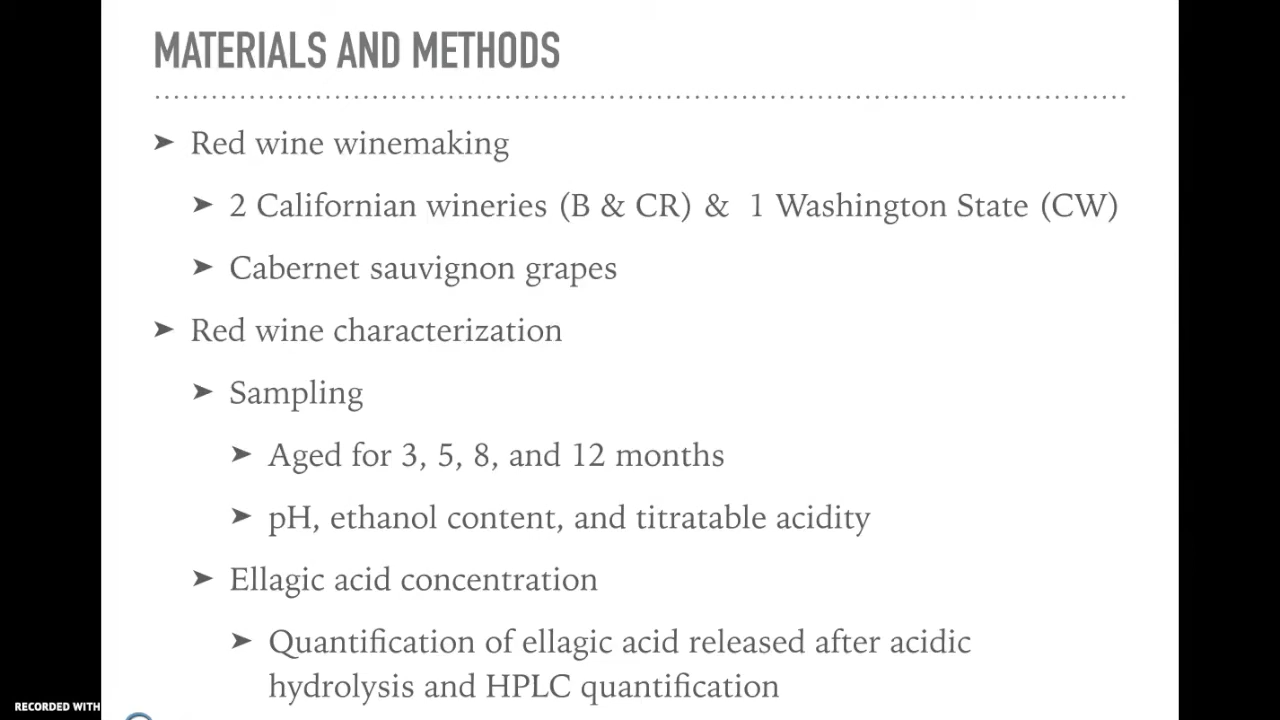 MATERIALS AND METHODS
➤ Red wine winemaking
➤ 2 Californian wineries (B & CR) & 1 Washington State (CW)
➤ Cabernet sauvignon grapes
➤ Red wine characterization
➤ Sampling
➤ Aged for 3, 5, 8, and 12 months
➤ pH, ethanol content, and titratable acidity
➤ Ellagic acid concentration
➤ Quantification of ellagic acid released after acidic
hydrolysis and HPLC quantification
RECORDED WITH